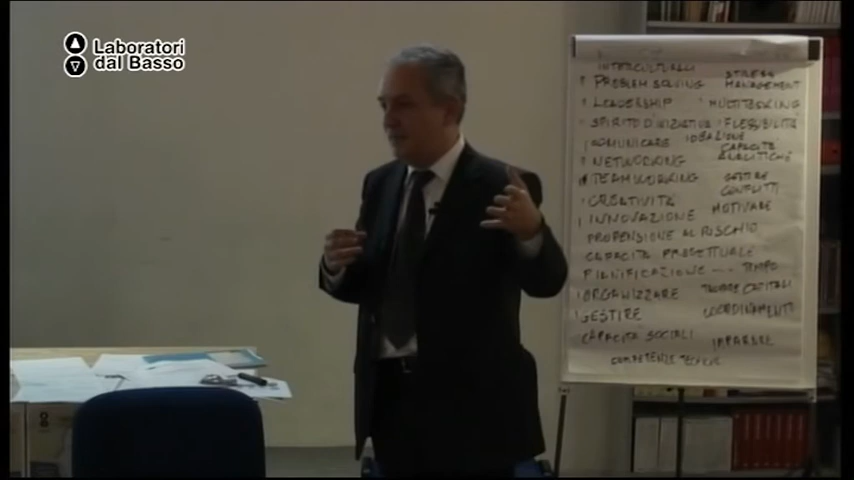 Laboratori
dal Basso
INTERCULTURALI
PROBLEM SOLVING
LEADERSHIP
SPIRITO D'INIZIATIVA
COMUNICARE
NETWORKING
TEAMWORKING
CREATIVITÀ
INNOVAZIONE
PROPENSIONE AL RISCHIO
CAPACITÀ PROGETTUALE
PIANIFICAZIONE --- TEMPO
ORGANIZZARE
GESTIRE
CAPACITÀ SOCIALI
COMPETENZE TECNICHE
STRESS
MANAGEMENT
MULTITASKING
FLESSIBILITÀ
IDEAZIONE
CAPACITÀ
ANALITICHE
GESTIRE
CONFLITTI
MOTIVARE
TROVARE CAPITALI
COORDINAMENTO
IMPARARE